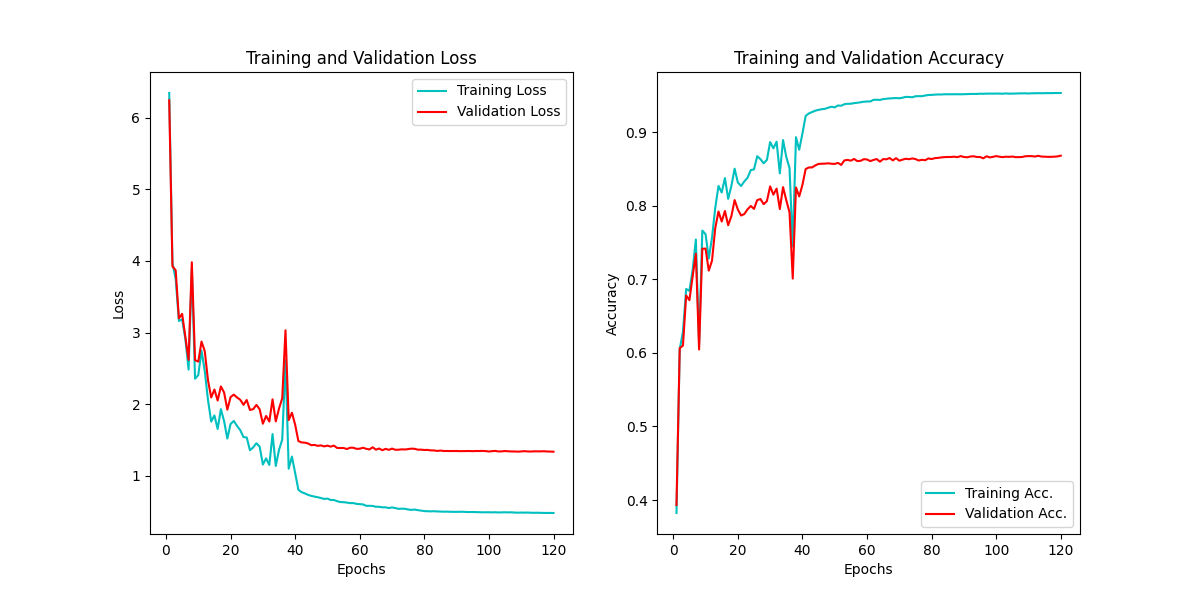 Training and Validation Loss
Training Loss
Validation Loss
6
5
4
3
2
1
Loss
0 20 40 60 80 100 120
Epochs
Training and Validation Accuracy
0.9
0.8
0.7
0.6
0.5
0.4
Accuracy
Training Acc.
Validation Acc.
0 20 40 60 80 100 120
Epochs